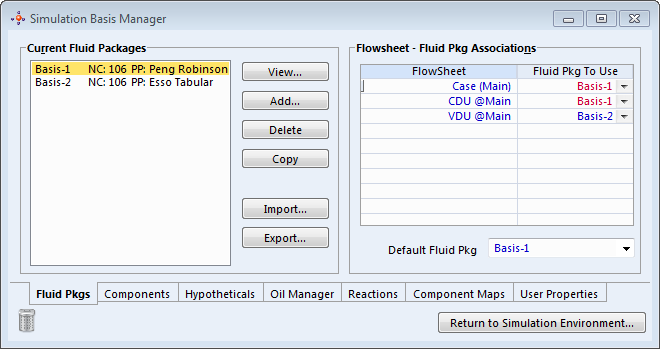 Simulation Basis Manager
Current Fluid Packages
Basis-1 NC: 106 PP: Peng Robinson
Basis-2 NC: 106 PP: Esso Tabular
View...
Add...
Delete
Copy
Import...
Export...
Flowsheet - Fluid Pkg Associations
FlowSheet Fluid Pkg To Use
Case (Main) Basis-1
CDU @Main Basis-1
VDU @Main Basis-2
Default Fluid Pkg Basis-1
Fluid Pkgs Components Hypotheticals Oil Manager Reactions Component Maps User Properties
Return to Simulation Environment...